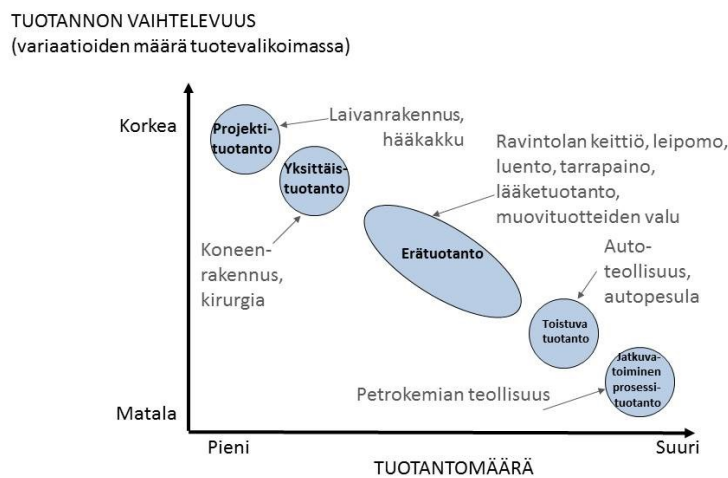 TUOTANNON VAIHTELEVUUS
(variaatioiden määrä tuotevalikoimassa)
Korkea
Projekti-
tuotanto
Laivanrakennus,
hääkakku
Yksittäis-
tuotanto
Ravintolan keittiö, leipomo,
luento, tarrapaino,
lääketuotanto,
muovituotteiden valu
Koneen-
rakennus,
kirurgia
Erätuotanto
Auto-
teollisuus,
autopesula
Toistuva
tuotanto
Jatkuva-
toiminen
prosessi-
tuotanto
Petrokemian teollisuus
Matala
Pieni
Suuri
TUOTANTOMÄÄRÄ